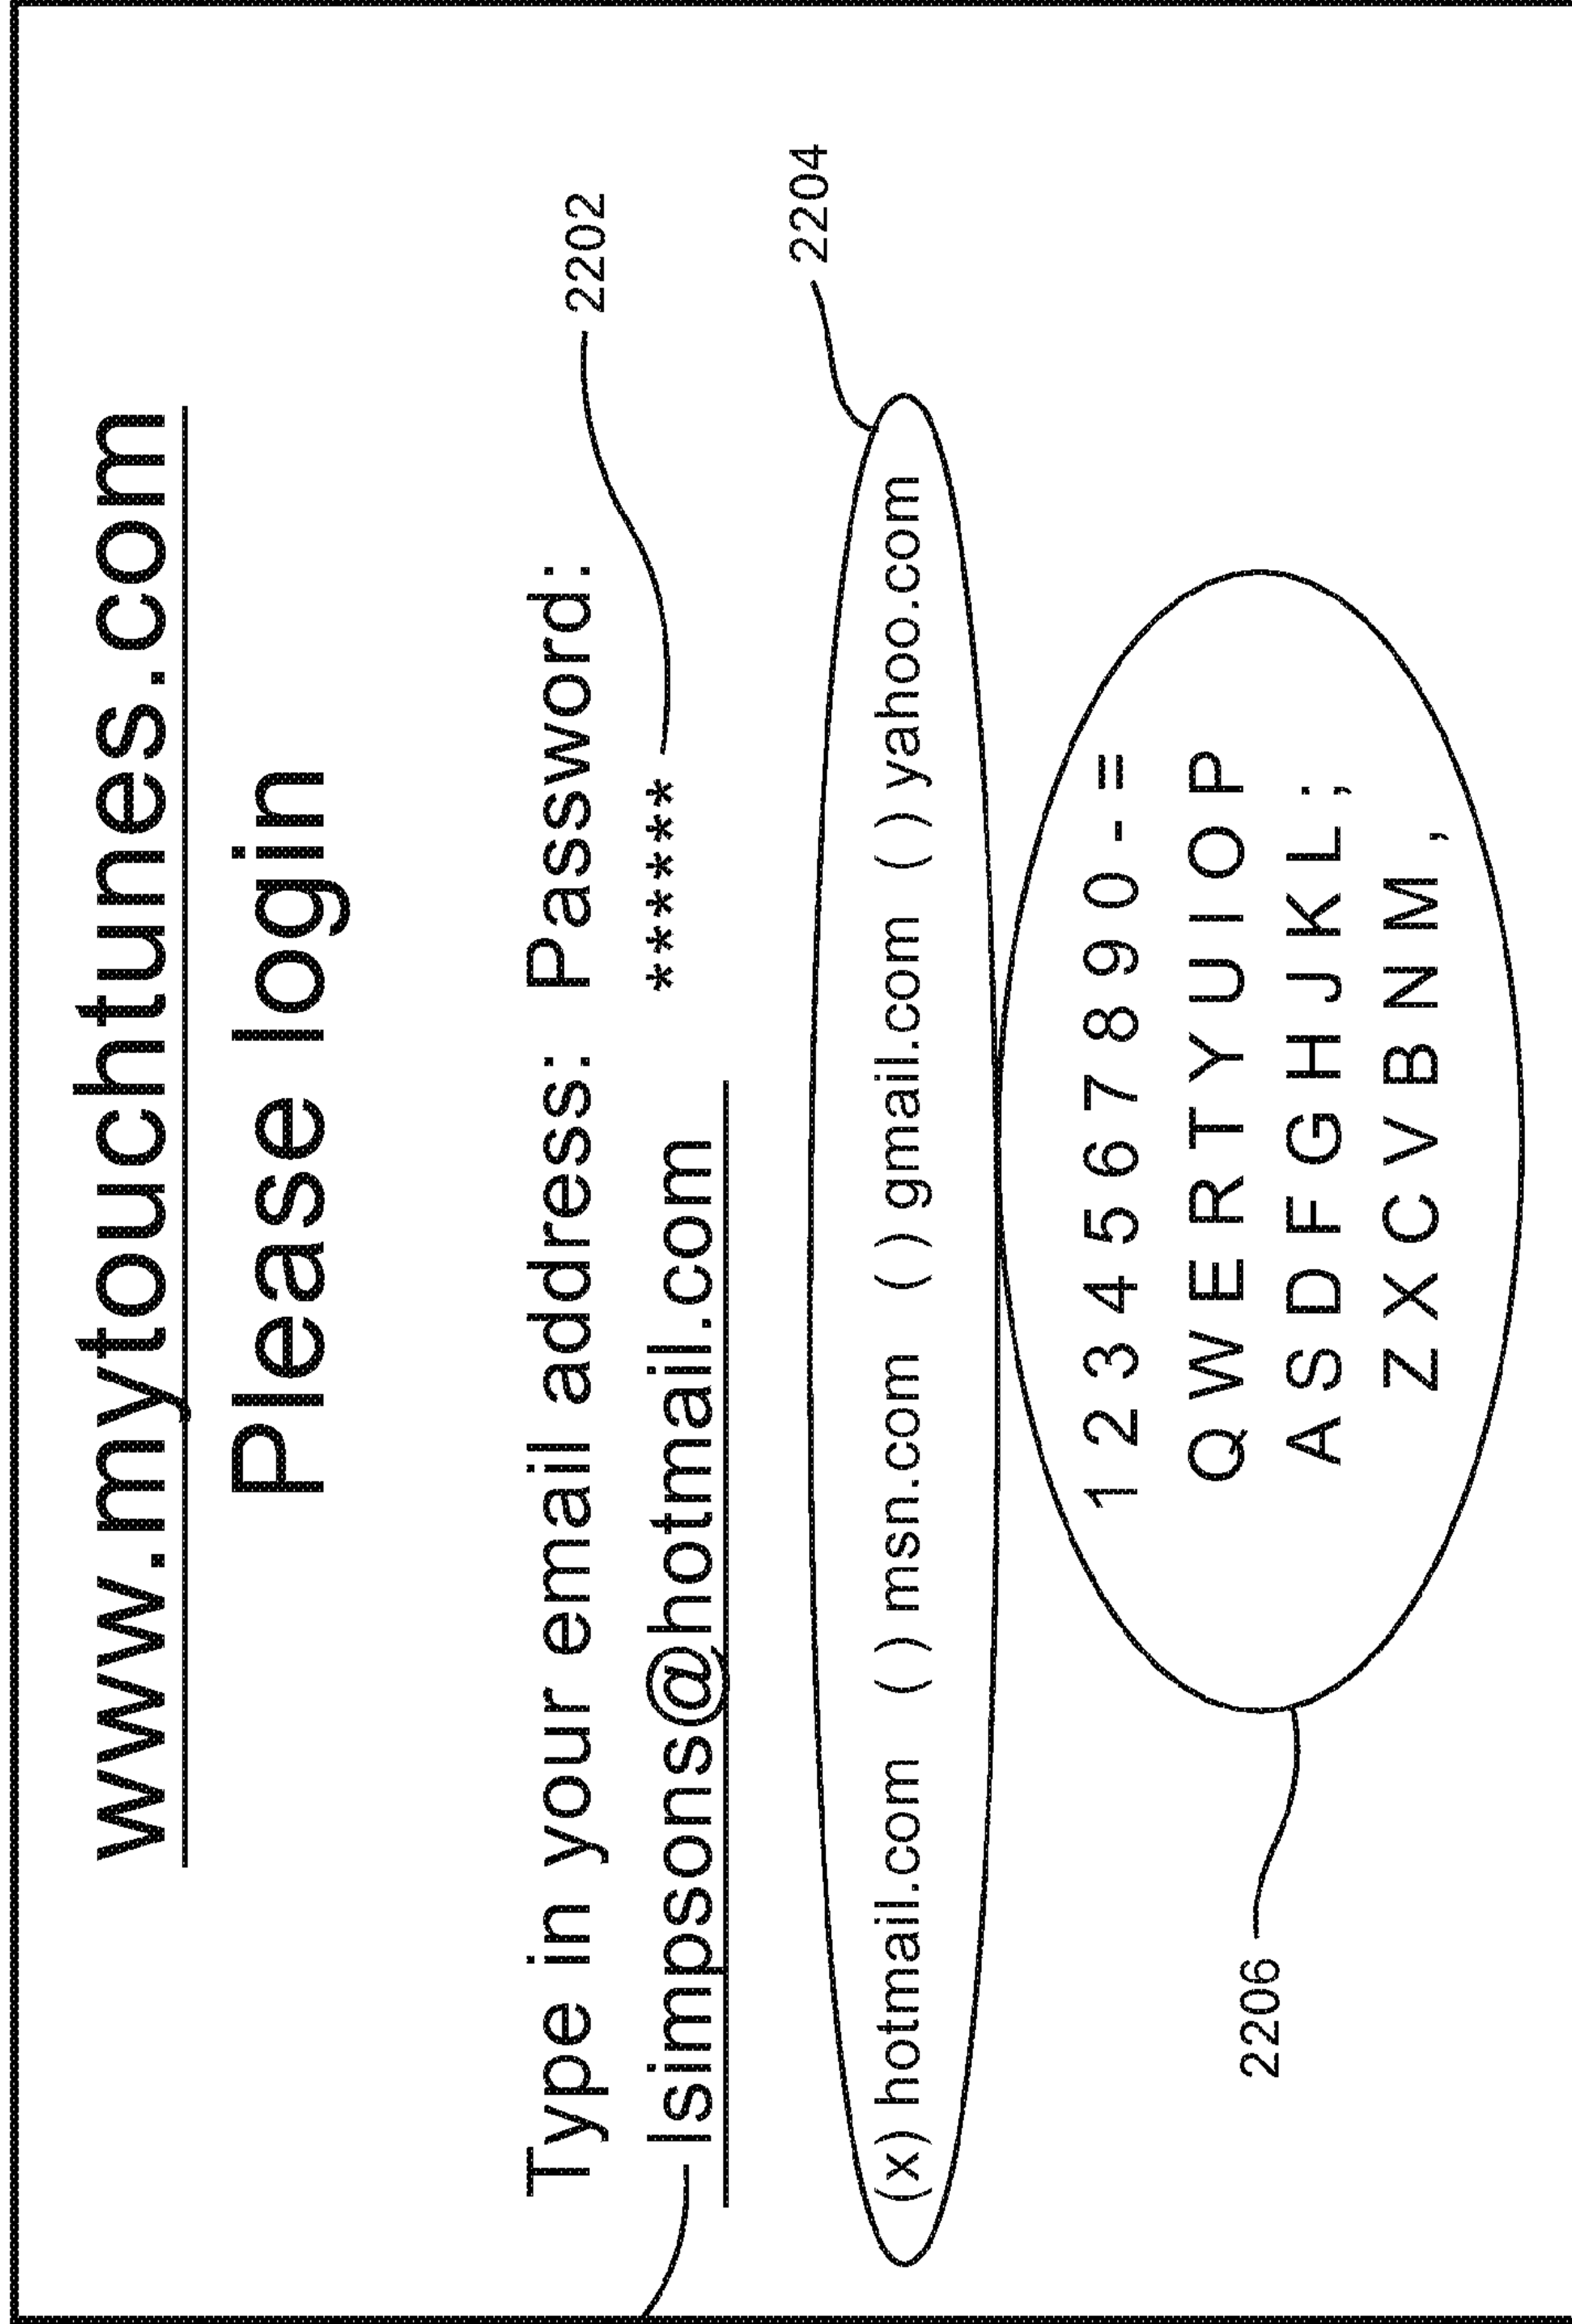 www.mytouchtunes.com
Please login
Type in your email address: Password:
lsimpsons@hotmail.com ******
2202
(x) hotmail.com ( ) msn.com ( ) gmail.com ( ) yahoo.com
2204
1 2 3 4 5 6 7 8 9 0 - =
Q W E R T Y U I O P
A S D F G H J K L ;
Z X C V B N M ,
2206